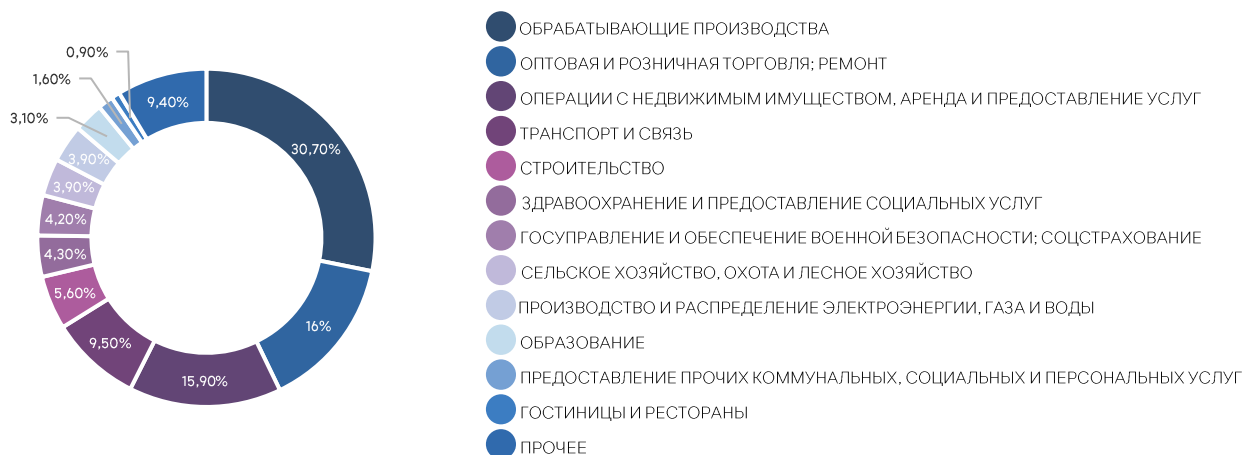 0,90%
1,60%
3,10%
9,40%
30,70%
3,90%
3,90%
4,20%
4,30%
5,60%
9,50%
15,90%
16%
ОБРАБАТЫВАЮЩИЕ ПРОИЗВОДСТВА
ОПТОВАЯ И РОЗНИЧНАЯ ТОРГОВЛЯ; РЕМОНТ
ОПЕРАЦИИ С НЕДВИЖИМЫМ ИМУЩЕСТВОМ, АРЕНДА И ПРЕДОСТАВЛЕНИЕ УСЛУГ
ТРАНСПОРТ И СВЯЗЬ
СТРОИТЕЛЬСТВО
ЗДРАВООХРАНЕНИЕ И ПРЕДОСТАВЛЕНИЕ СОЦИАЛЬНЫХ УСЛУГ
ГОСУПРАВЛЕНИЕ И ОБЕСПЕЧЕНИЕ ВОЕННОЙ БЕЗОПАСНОСТИ; СОЦСТРАХОВАНИЕ
СЕЛЬСКОЕ ХОЗЯЙСТВО, ОХОТА И ЛЕСНОЕ ХОЗЯЙСТВО
ПРОИЗВОДСТВО И РАСПРЕДЕЛЕНИЕ ЭЛЕКТРОЭНЕРГИИ, ГАЗА И ВОДЫ
ОБРАЗОВАНИЕ
ПРЕДОСТАВЛЕНИЕ ПРОЧИХ КОММУНАЛЬНЫХ, СОЦИАЛЬНЫХ И ПЕРСОНАЛЬНЫХ УСЛУГ
ГОСТИНИЦЫ И РЕСТОРАНЫ
ПРОЧЕЕ